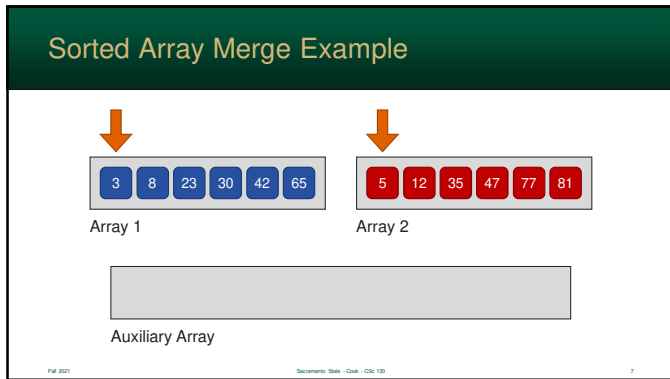 Sorted Array Merge Example
3 8 23 30 42 65
5 12 35 47 77 81
Array 1
Array 2
Auxiliary Array
Fall 2021
Sacramento State - Cook - CSc 130
7